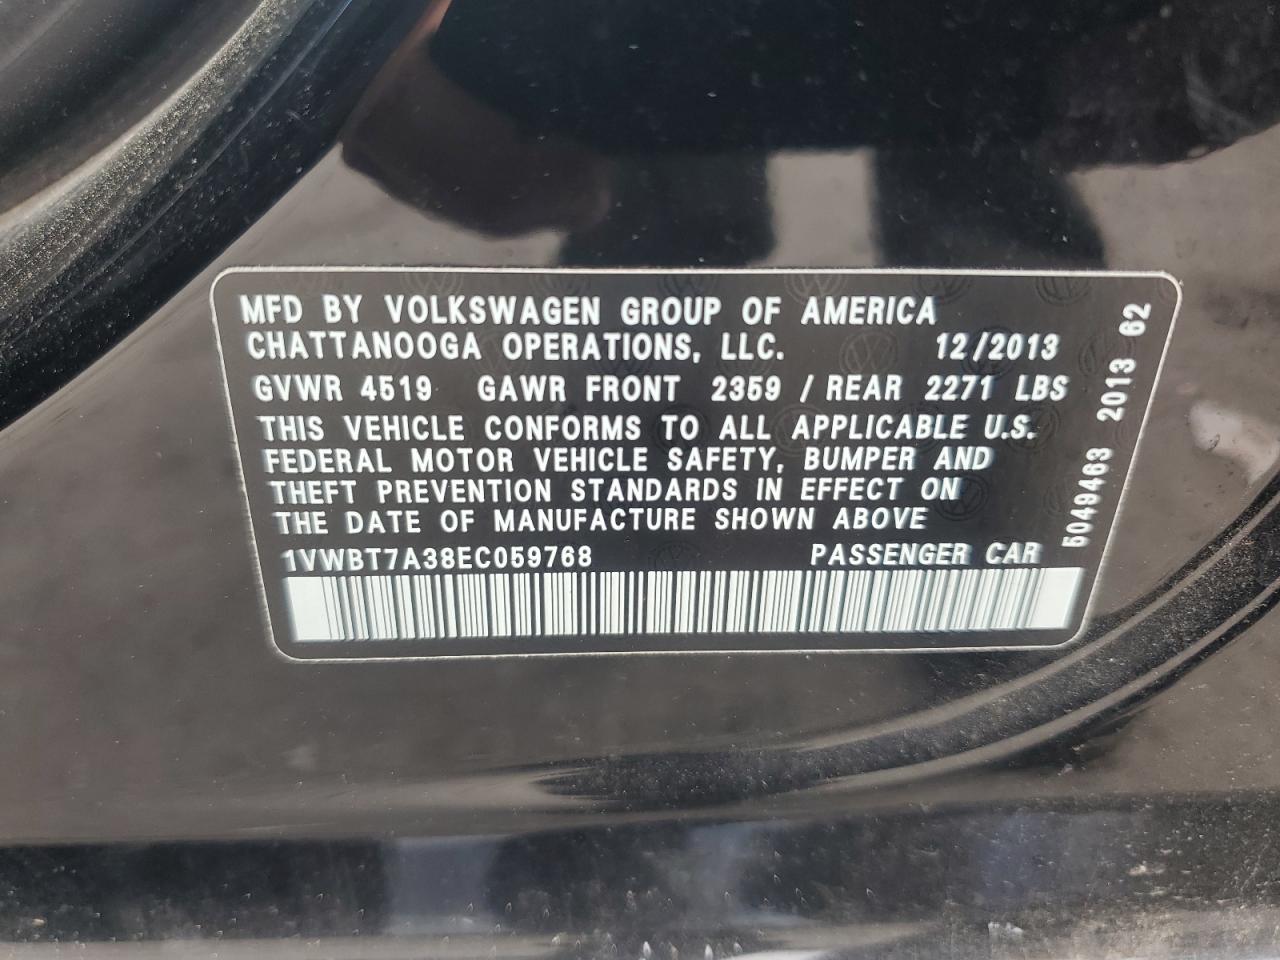 MFD BY VOLKSWAGEN GROUP OF AMERICA
CHATTANOOGA OPERATIONS, LLC. 12/2013
GVWR 4519 GAWR FRONT 2359 / REAR 2271 LBS
THIS VEHICLE CONFORMS TO ALL APPLICABLE U.S.
FEDERAL MOTOR VEHICLE SAFETY, BUMPER AND
THEFT PREVENTION STANDARDS IN EFFECT ON
THE DATE OF MANUFACTURE SHOWN ABOVE
1VWBT7A38EC059768 PASSENGER CAR
5049463 2013 62